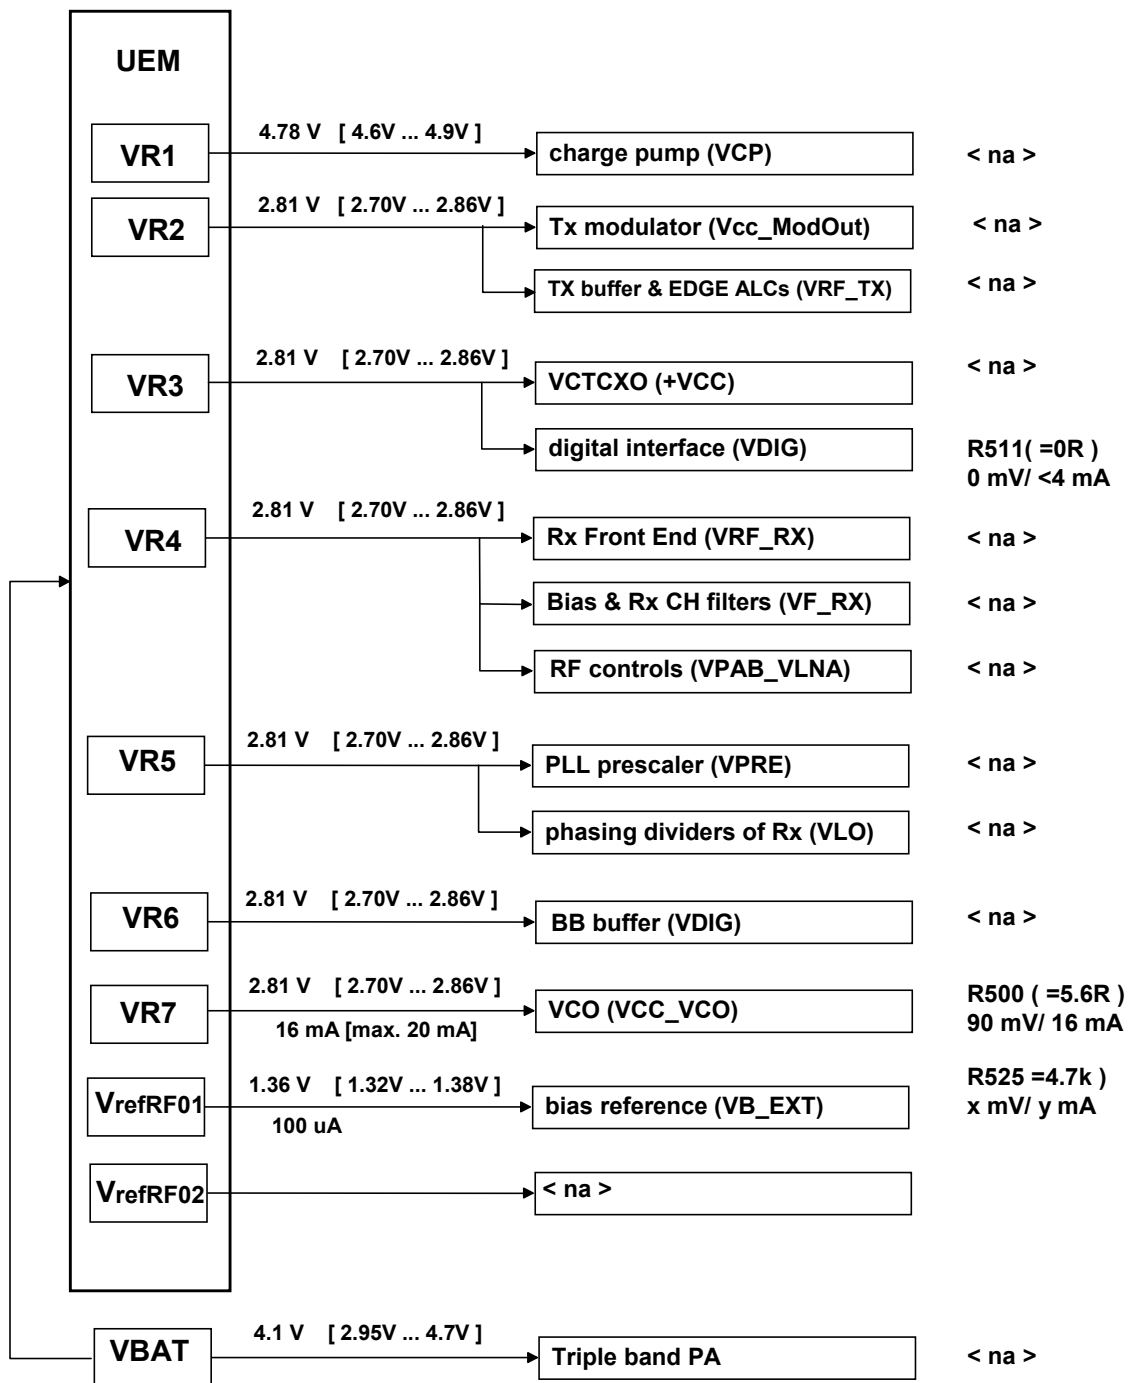 UEM
VR1
4.78 V [ 4.6V ... 4.9V ]
charge pump (VCP)
< na >
VR2
2.81 V [ 2.70V ... 2.86V ]
Tx modulator (Vcc_ModOut)
< na >
TX buffer & EDGE ALCs (VRF_TX)
< na >
VR3
2.81 V [ 2.70V ... 2.86V ]
VCTCXO (+VCC)
< na >
digital interface (VDIG)
R511( =0R )
0 mV/ <4 mA
VR4
2.81 V [ 2.70V ... 2.86V ]
Rx Front End (VRF_RX)
< na >
Bias & Rx CH filters (VF_RX)
< na >
RF controls (VPAB_VLNA)
< na >
VR5
2.81 V [ 2.70V ... 2.86V ]
PLL prescaler (VPRE)
< na >
phasing dividers of Rx (VLO)
< na >
VR6
2.81 V [ 2.70V ... 2.86V ]
BB buffer (VDIG)
< na >
VR7
2.81 V [ 2.70V ... 2.86V ]
16 mA [max. 20 mA]
VCO (VCC_VCO)
R500 ( =5.6R )
90 mV/ 16 mA
VrefRF01
1.36 V [ 1.32V ... 1.38V ]
100 uA
bias reference (VB_EXT)
R525 =4.7k )
x mV/ y mA
VrefRF02
< na >
VBAT
4.1 V [ 2.95V ... 4.7V ]
Triple band PA
< na >